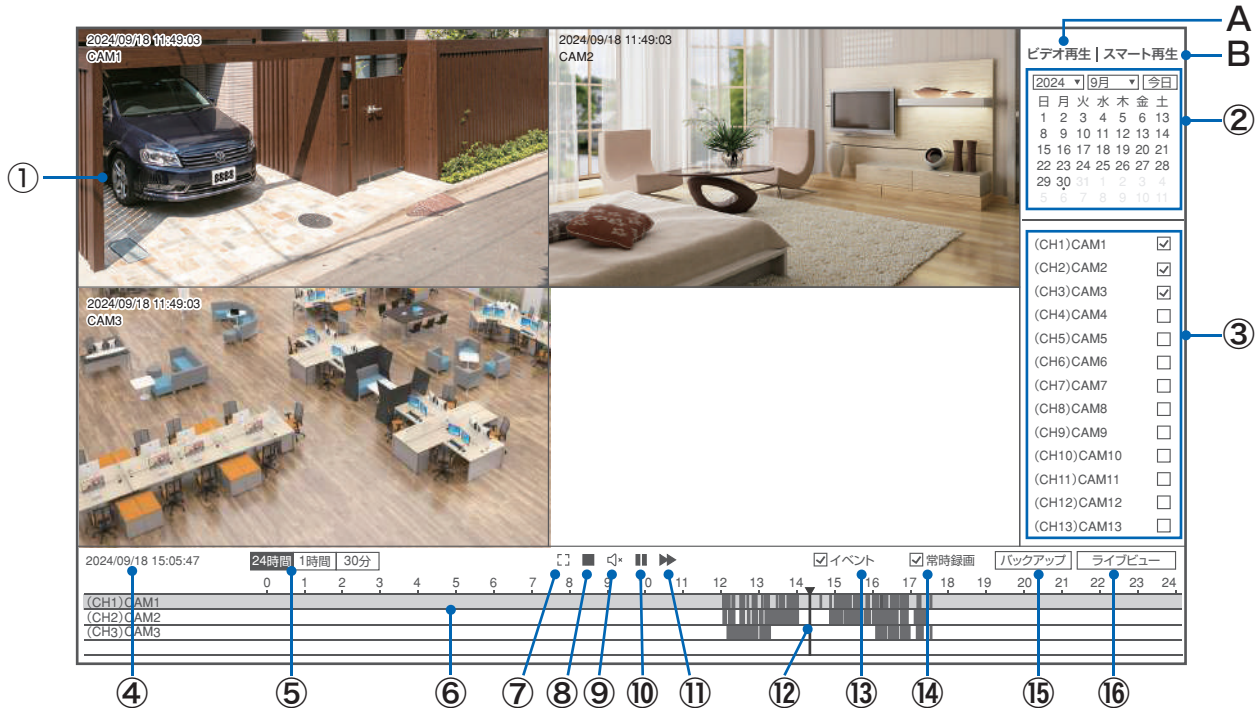 A
B
2024/09/18 11:49:03
CAM1
8888
2024/09/18 11:49:03
CAM2
ビデオ再生 | スマート再生
2024 ▼ 9月 ▼ 今日
日 月 火 水 木 金 土
1 2 3 4 5 6 13
8 9 10 11 12 13 14
15 16 17 18 19 20 21
22 23 24 25 26 27 28
29 30 31 1 2 3 4
5 6 7 8 9 10 11
①
②
2024/09/18 11:49:03
CAM3
(CH1)CAM1
(CH2)CAM2
(CH3)CAM3
(CH4)CAM4
(CH5)CAM5
(CH6)CAM6
(CH7)CAM7
(CH8)CAM8
(CH9)CAM9
(CH10)CAM10
(CH11)CAM11
(CH12)CAM12
(CH13)CAM13
③
2024/09/18 15:05:47 24時間 1時間 30分 イベント 常時録画 バックアップ ライブビュー
0 1 2 3 4 5 6 7 8 9 10 11 12 13 14 15 16 17 18 19 20 21 22 23 24
(CH1)CAM1
(CH2)CAM2
(CH3)CAM3
④ ⑤ ⑥ ⑦ ⑧ ⑨ ⑩ ⑪ ⑫ ⑬ ⑭ ⑮ ⑯